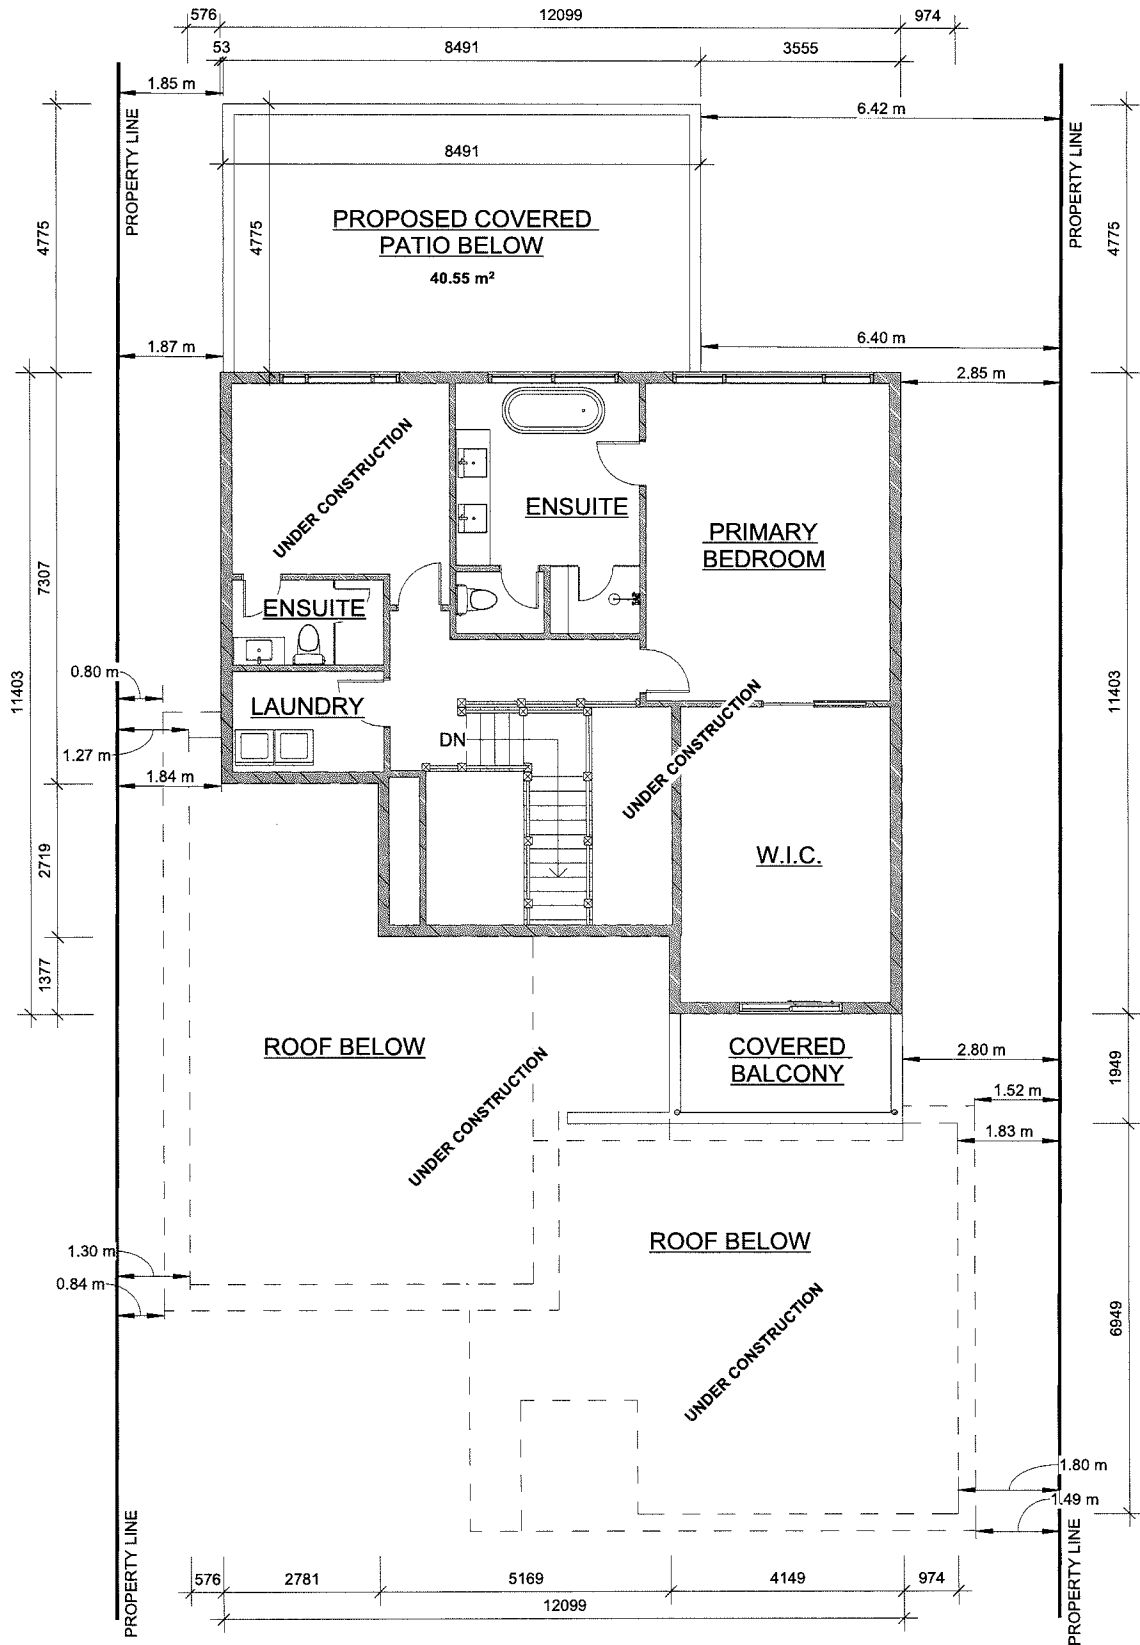 576
12099
974
53
8491
3555
1.85 m
6.42 m
PROPERTY LINE
PROPERTY LINE
8491
4775
4775
4775
PROPOSED COVERED
PATIO BELOW
40.55 m²
1.87 m
6.40 m
2.85 m
UNDER CONSTRUCTION
ENSUITE
PRIMARY
BEDROOM
7307
ENSUITE
11403
11403
0.80 m
LAUNDRY
DN
UNDER CONSTRUCTION
1.27 m
1.84 m
2719
W.I.C.
1377
ROOF BELOW
COVERED
BALCONY
2.80 m
1949
1.52 m
UNDER CONSTRUCTION
1.83 m
ROOF BELOW
1.30 m
0.84 m
6949
UNDER CONSTRUCTION
1.80 m
1.49 m
PROPERTY LINE
PROPERTY LINE
576
2781
5169
4149
974
12099